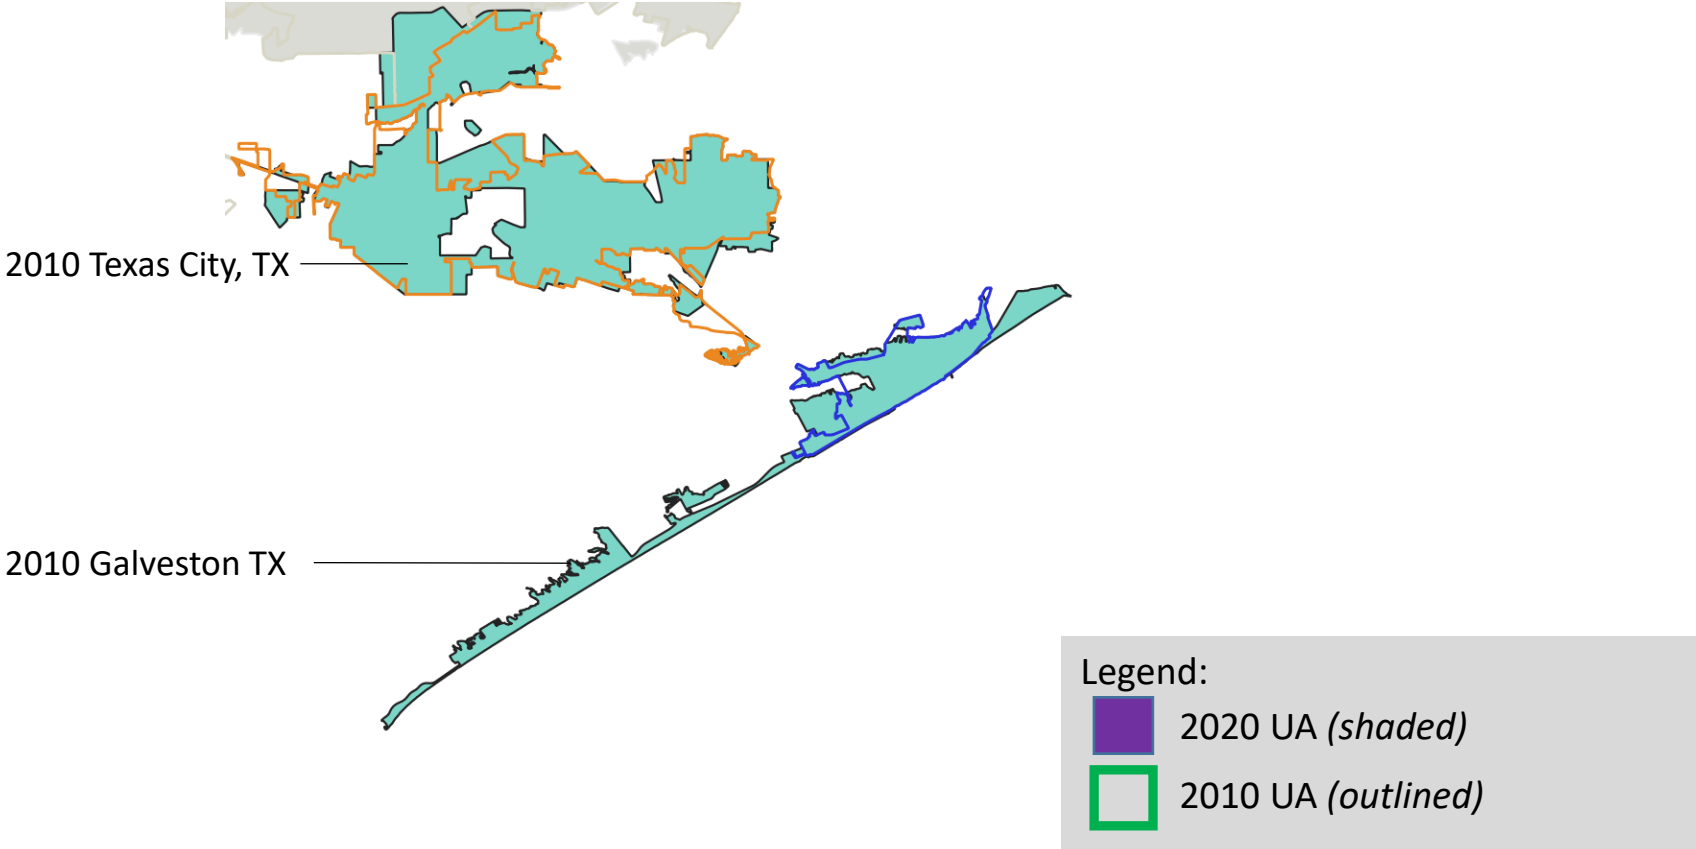 2010 Texas City, TX
2010 Galveston TX
Legend:
2020 UA (shaded)
2010 UA (outlined)